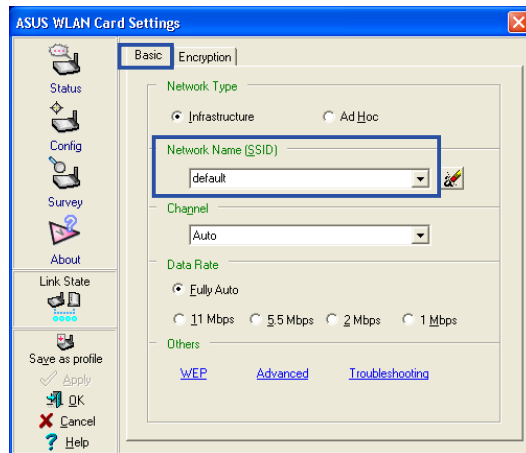 ASUS WLAN Card Settings
Status
Config
Survey
About
Link State
Save as profile
Apply
OK
Cancel
Help
Basic
Encryption
Network Type
Infrastructure
Ad Hoc
Network Name (SSID)
default
Channel
Auto
Data Rate
Fully Auto
11 Mbps 5.5 Mbps 2 Mbps 1 Mbps
Others
WEP Advanced Troubleshooting